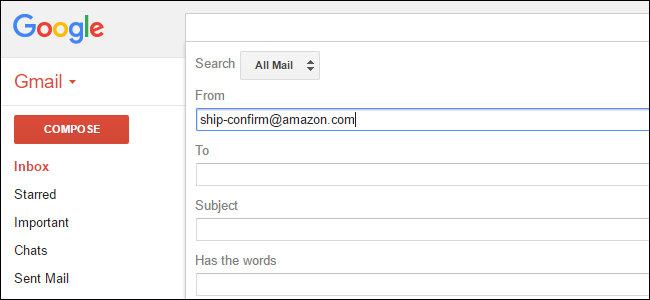 Google
Search All Mail
Gmail
From
ship-confirm@amazon.com
COMPOSE
To
Inbox
Starred
Subject
Important
Chats
Has the words
Sent Mail